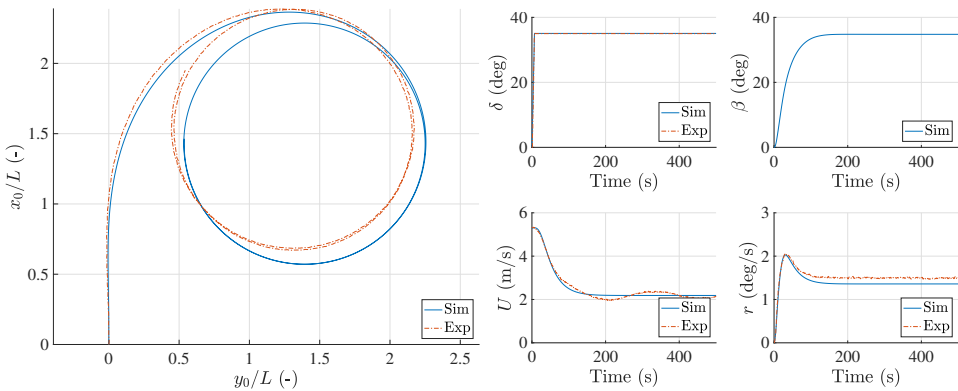 2
1.5
1
0.5
0
x0/L (-)
0
0.5
1
1.5
2
2.5
y0/L (-)
Sim
Exp
40
20
0
δ (deg)
0
200
400
Time (s)
Sim
Exp
40
20
0
β (deg)
0
200
400
Time (s)
Sim
6
4
2
0
U (m/s)
0
200
400
Time (s)
Sim
Exp
3
2
1
0
r (deg/s)
0
200
400
Time (s)
Sim
Exp